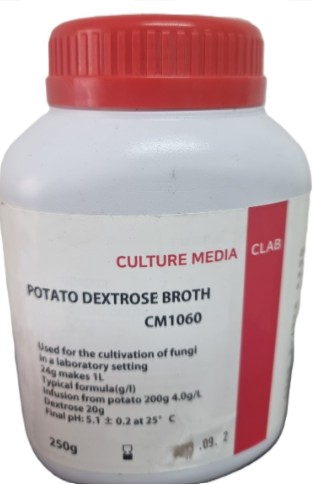 CULTURE MEDIA CLAB
POTATO DEXTROSE BROTH
CM1060
Used for the cultivation of fungi
in a laboratory setting
24g makes 1L
Typical formula(g/l)
Infusion from potato 200g 4.0g/L
Dextrose 20g
Final pH: 5.1 ± 0.2 at 25° C
250g
.09. 2